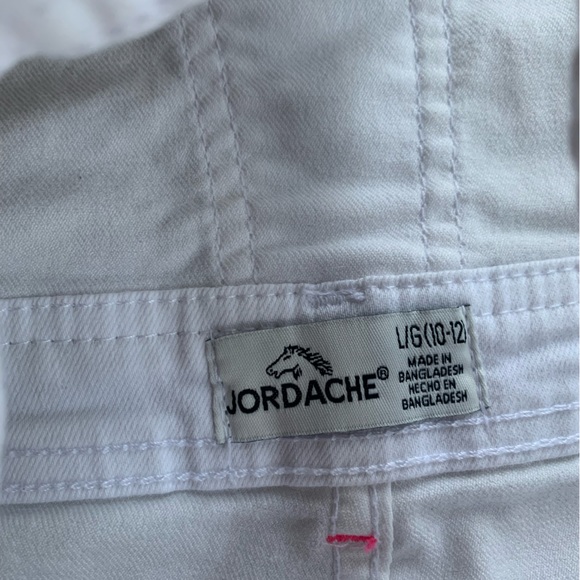 JORDACHE®
L/G(10-12)
MADE IN
BANGLADESH
HECHO EN
BANGLADESH